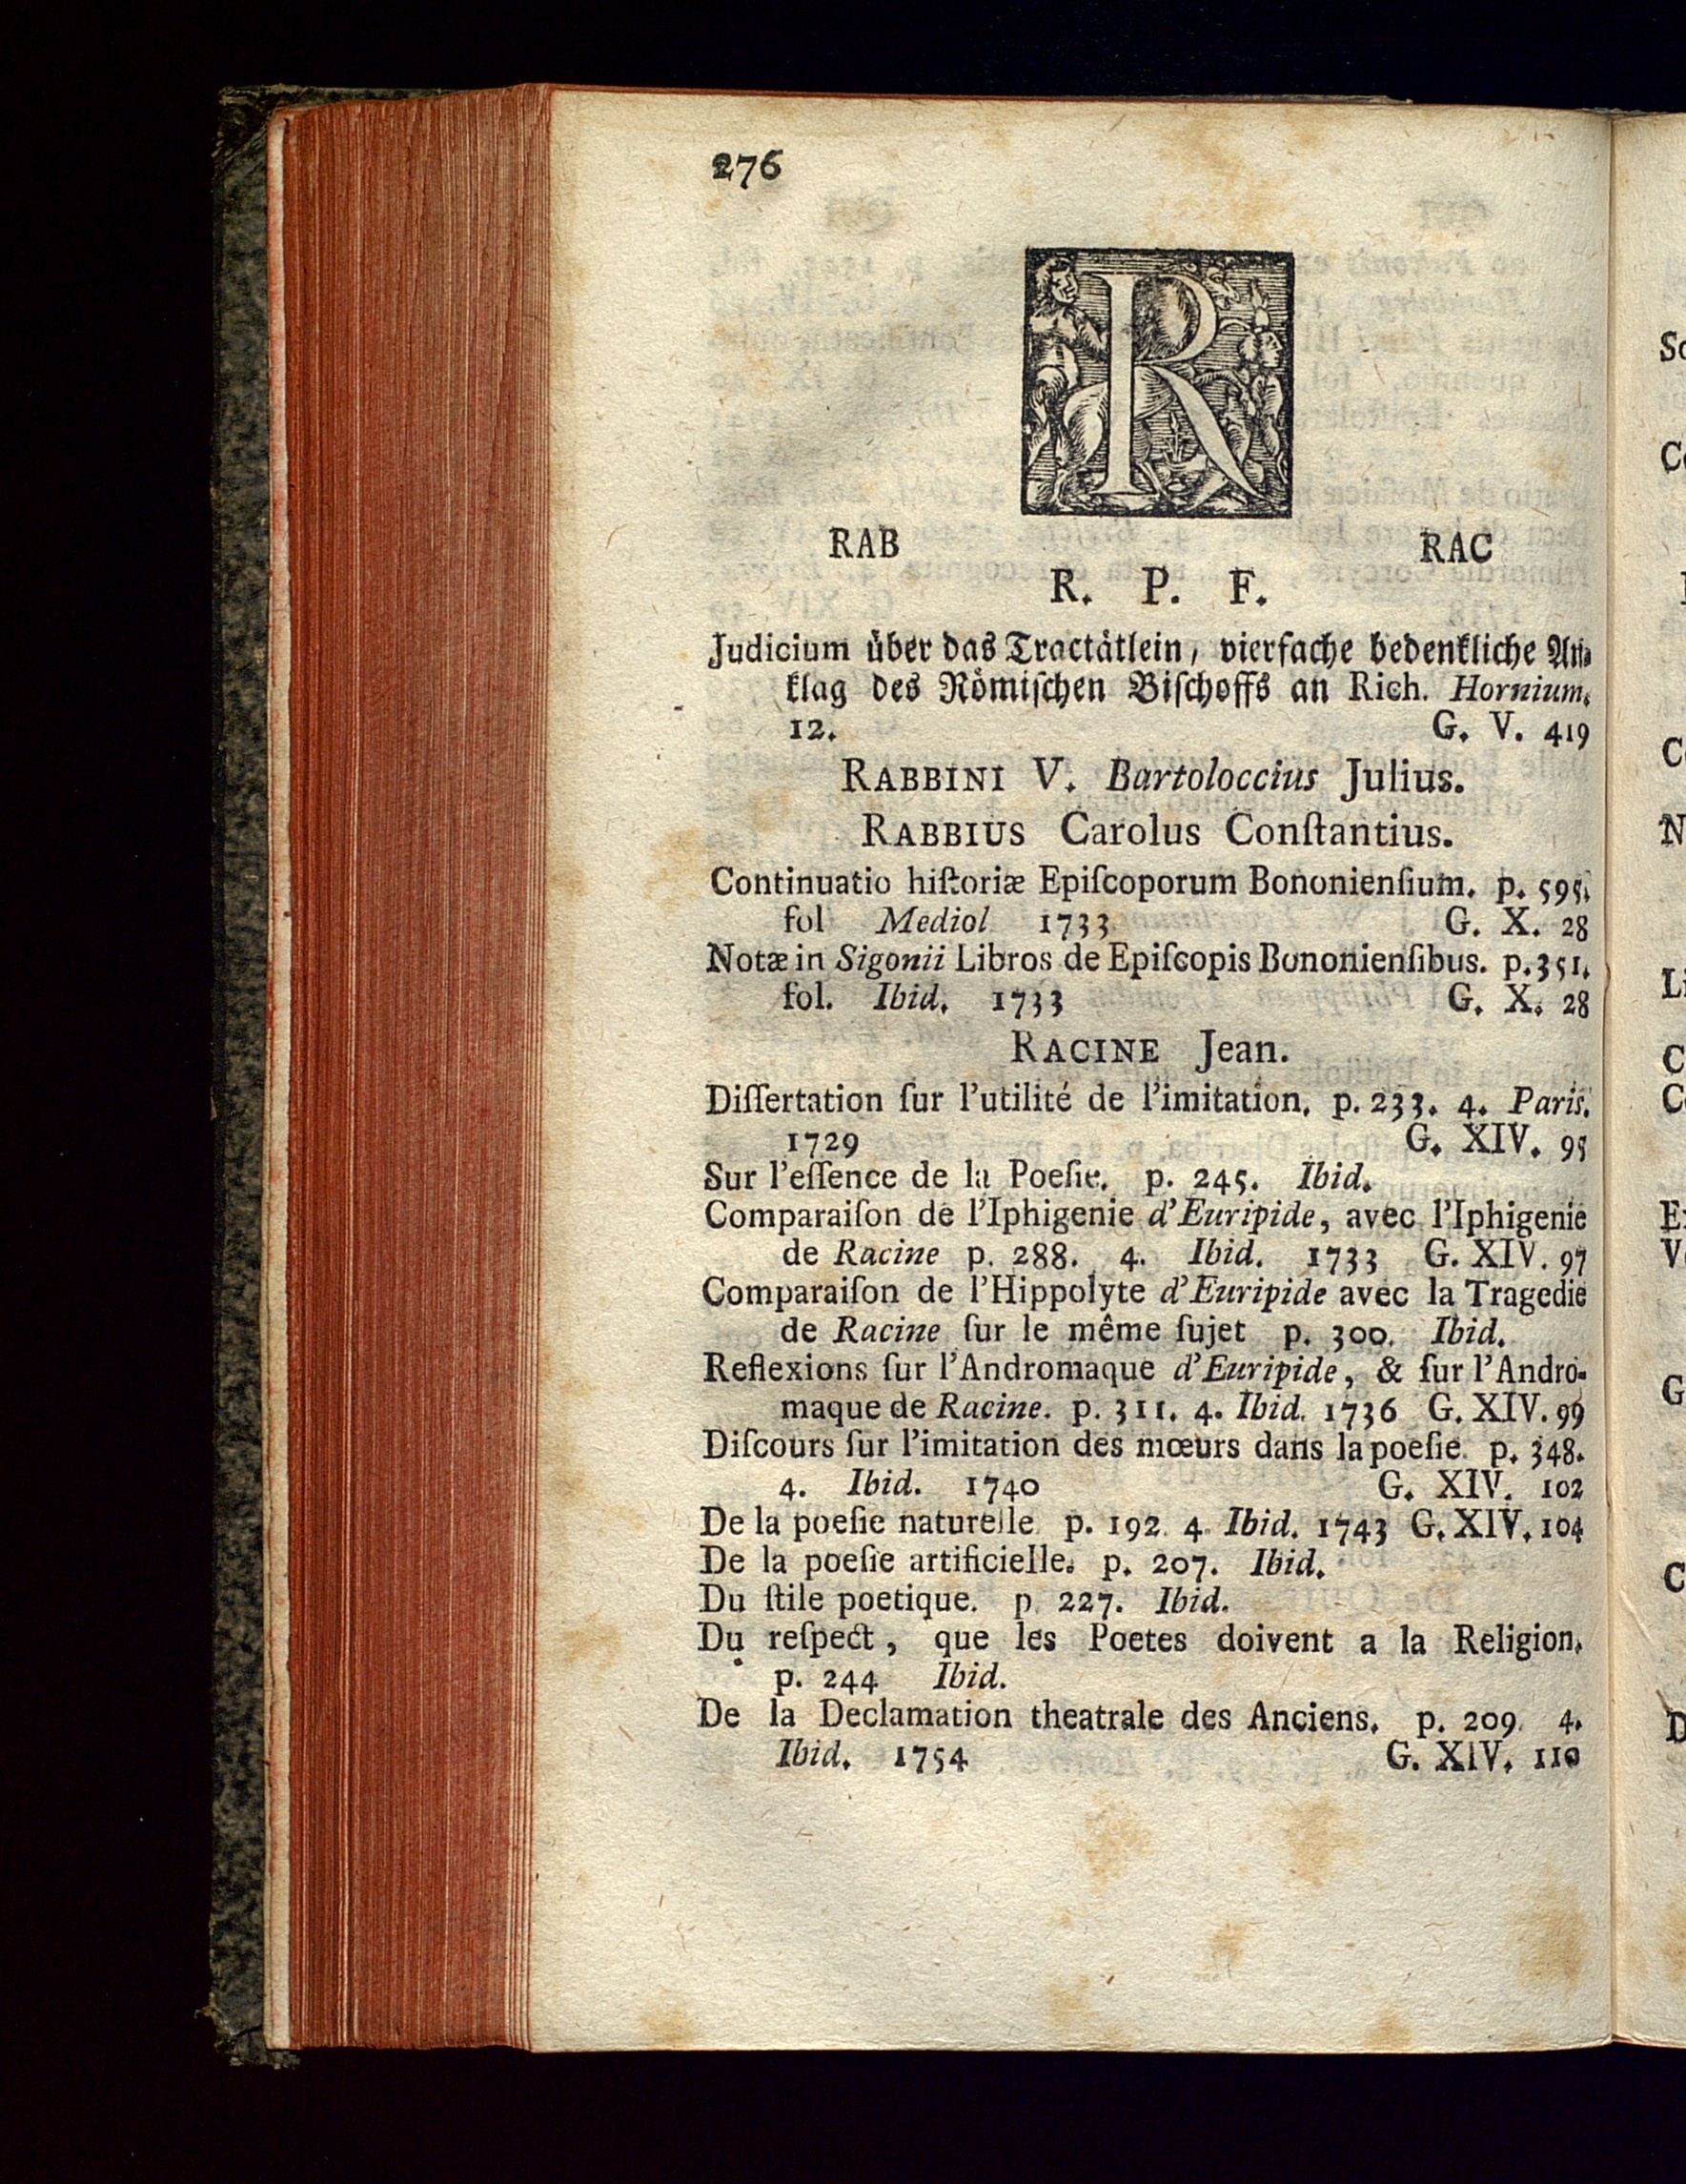 276
R
RAB RAC
R. P. F.
Judicium über das Tractätlein, vierfache bedenkliche An-
klag des Römiſchen Biſchoffs an Rich. Hornium.
12. G. V. 419
RABBINI V. Bartoloccius Julius.
RABBIUS Carolus Conſtantius.
Continuatio hiſtoriæ Epiſcoporum Bononienſium. p. 595.
fol Mediol 1733 G. X. 28
Notæ in Sigonii Libros de Epiſcopis Bononienſibus. p. 351.
fol. Ibid. 1733 G. X. 28
RACINE Jean.
Diſſertation ſur l'utilité de l'imitation. p. 233. 4. Paris.
1729 G. XIV. 95
Sur l'eſſence de la Poeſie. p. 245. Ibid.
Comparaiſon de l'Iphigenie d'Euripide, avec l'Iphigenie
de Racine p. 288. 4. Ibid. 1733 G. XIV. 97
Comparaiſon de l'Hippolyte d'Euripide avec la Tragedie
de Racine ſur le même ſujet p. 300. Ibid.
Reflexions ſur l'Andromaque d'Euripide, & ſur l'Andro-
maque de Racine. p. 311. 4. Ibid. 1736 G. XIV. 99
Diſcours ſur l'imitation des mœurs dans la poeſie. p. 348.
4. Ibid. 1740 G. XIV. 102
De la poeſie naturelle p. 192. 4. Ibid. 1743 G. XIV. 104
De la poeſie artificielle. p. 207. Ibid.
Du ſtile poetique. p. 227. Ibid.
Du reſpect, que les Poetes doivent a la Religion.
p. 244 Ibid.
De la Declamation theatrale des Anciens. p. 209. 4.
Ibid. 1754 G. XIV. 110